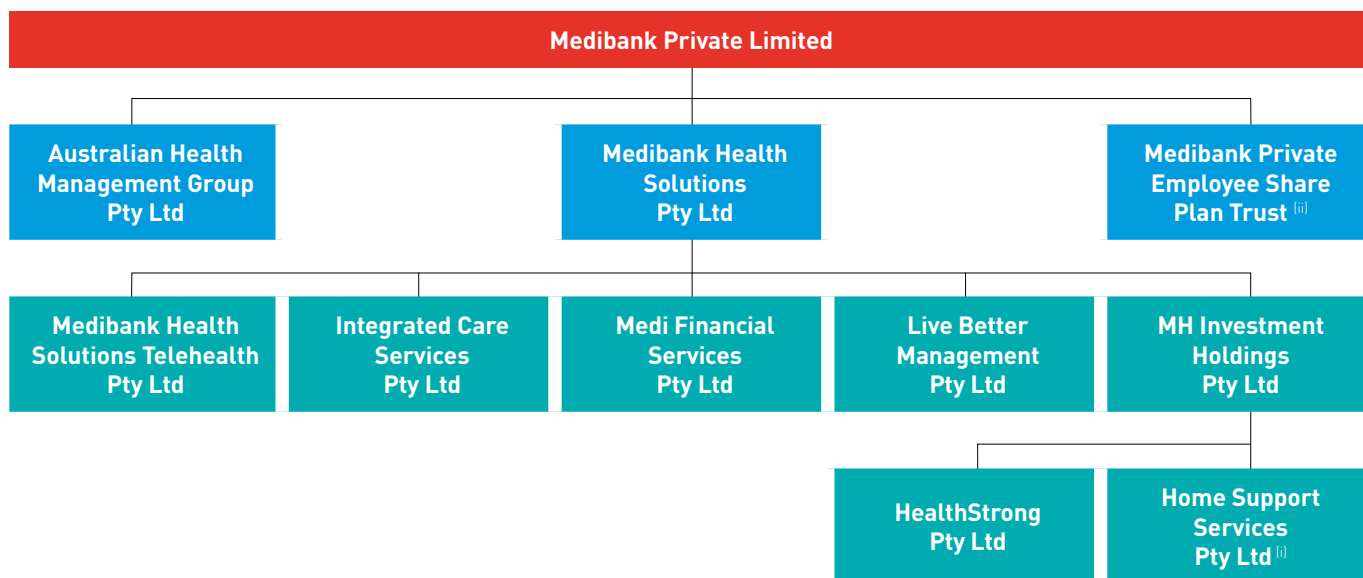 Medibank Private Limited
Australian Health
Management Group
Pty Ltd
Medibank Health
Solutions
Pty Ltd
Medibank Private
Employee Share
Plan Trust (ii)
Medibank Health
Solutions Telehealth
Pty Ltd
Integrated Care
Services
Pty Ltd
Medi Financial
Services
Pty Ltd
Live Better
Management
Pty Ltd
MH Investment
Holdings
Pty Ltd
HealthStrong
Pty Ltd
Home Support
Services
Pty Ltd (i)